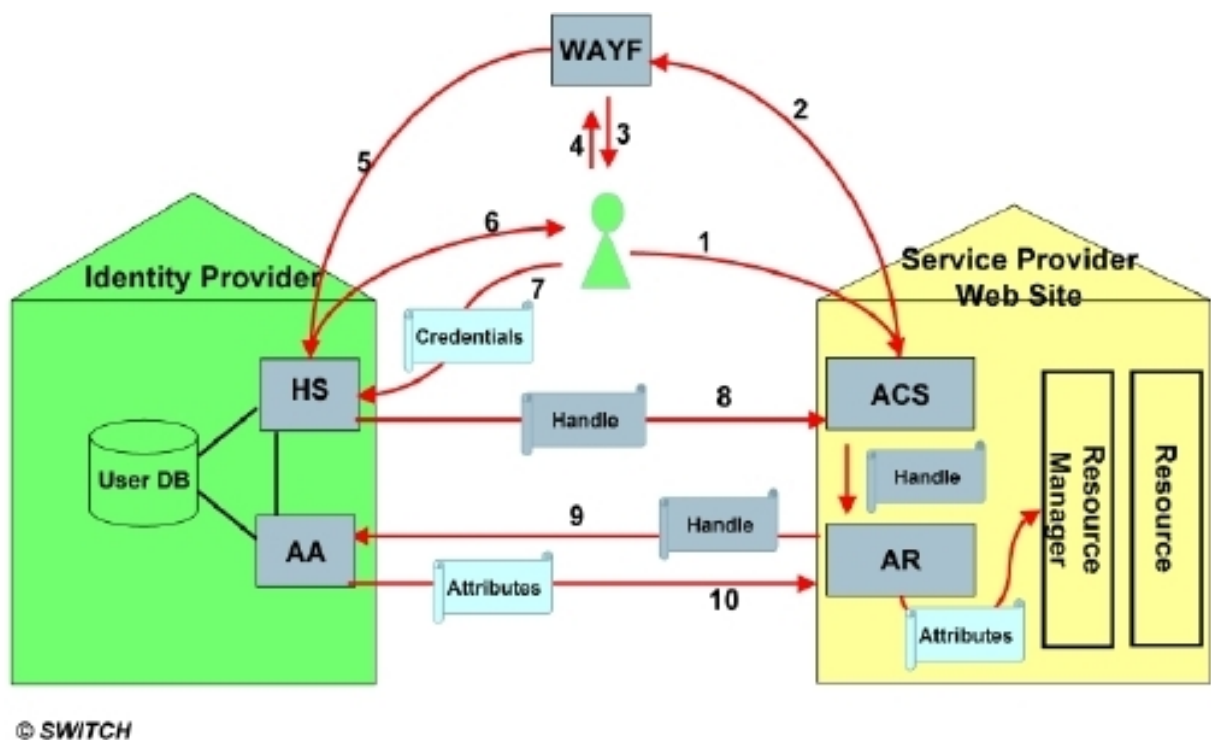 WAYF
2
4
3
5
6
1
Identity Provider
7
Service Provider
Web Site
Credentials
HS
Handle
8
ACS
User DB
Handle
Resource
Manager
Resource
9
Handle
AA
AR
Attributes
10
Attributes
© SWITCH